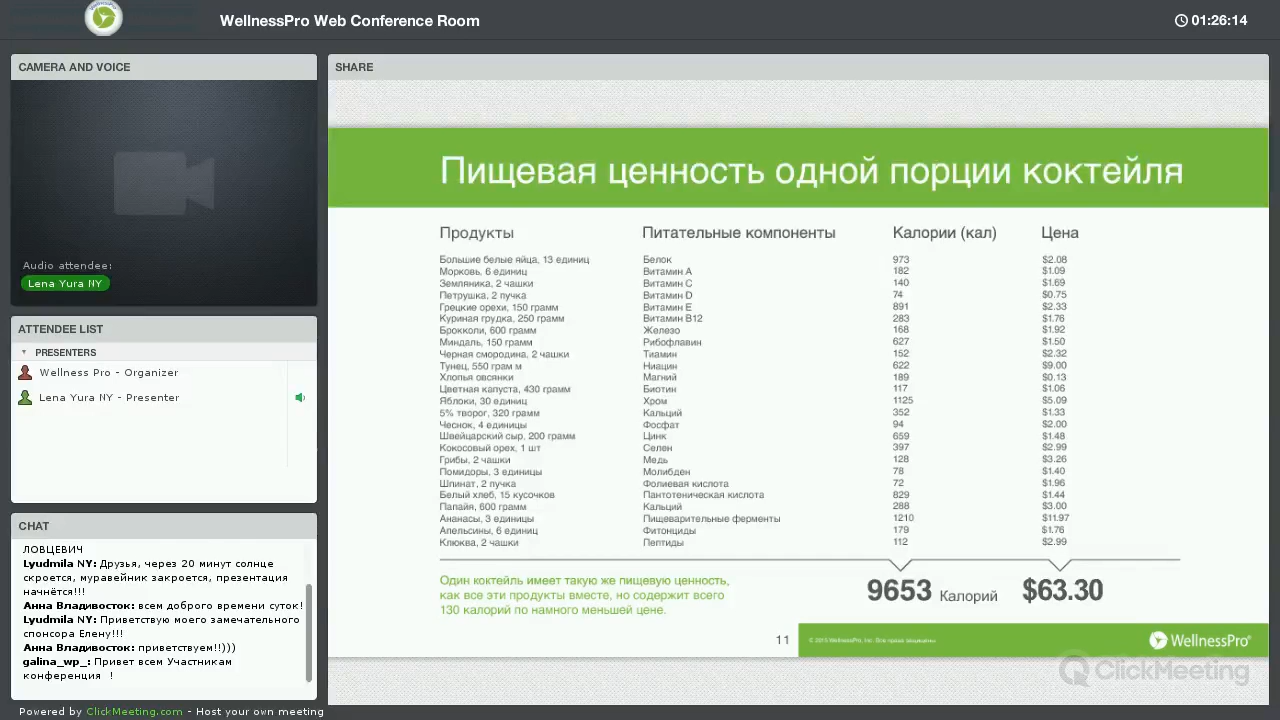 WellnessPro Web Conference Room
01:26:14
CAMERA AND VOICE
Audio attendee:
Lena Yura NY
ATTENDEE LIST
PRESENTERS
Wellness Pro - Organizer
Lena Yura NY - Presenter
CHAT
ЛОВЦЕВИЧ
Lyudmila NY: Друзья, через 20 минут солнце
скроется, муравейник закроется, презентация
начнётся!!!
Анна Владивосток: всем доброго времени суток!
Lyudmila NY: Приветствую моего замечательного
спонсора Елену!!!
Анна Владивосток: приветствуем!!)))
galina_wp_: Привет всем Участникам
конференция !
Powered by ClickMeeting.com - Host your own meeting
SHARE
Пищевая ценность одной порции коктейля
Продукты Питательные компоненты Калории (кал) Цена
Большие белые яйца, 13 единиц Белок 973 $2.08
Морковь, 6 единиц Витамин A 182 $1.09
Земляника, 2 чашки Витамин C 140 $1.69
Петрушка, 2 пучка Витамин D 74 $0.75
Грецкие орехи, 150 грамм Витамин E 891 $2.33
Куриная грудка, 250 грамм Витамин B12 283 $1.76
Брокколи, 600 грамм Железо 168 $1.92
Миндаль, 150 грамм Рибофлавин 627 $1.50
Черная смородина, 2 чашки Тиамин 152 $2.32
Тунец, 550 грам м Ниацин 622 $9.00
Хлопья овсянки Магний 189 $0.13
Цветная капуста, 430 грамм Биотин 117 $1.06
Яблоки, 30 единиц Хром 1125 $5.09
5% творог, 320 грамм Кальций 352 $1.33
Чеснок, 4 единицы Фосфат 94 $2.00
Швейцарский сыр, 200 грамм Цинк 659 $1.48
Кокосовый орех, 1 шт Селен 397 $2.99
Грибы, 2 чашки Медь 128 $3.26
Помидоры, 3 единицы Молибден 78 $1.40
Шпинат, 2 пучка Фолиевая кислота 72 $1.96
Белый хлеб, 15 кусочков Пантотеническая кислота 829 $1.44
Папайя, 600 грамм Кальций 288 $3.00
Ананасы, 3 единицы Пищеварительные ферменты 1210 $11.97
Апельсины, 6 единиц Фитонциды 179 $1.76
Клюква, 2 чашки Пептиды 112 $2.99
Один коктейль имеет такую же пищевую ценность,
как все эти продукты вместе, но содержит всего
130 калорий по намного меньшей цене.
9653 Калорий $63.30
11
© 2015 WellnessPro, Inc. Все права защищены.
WellnessPro®
ClickMeeting